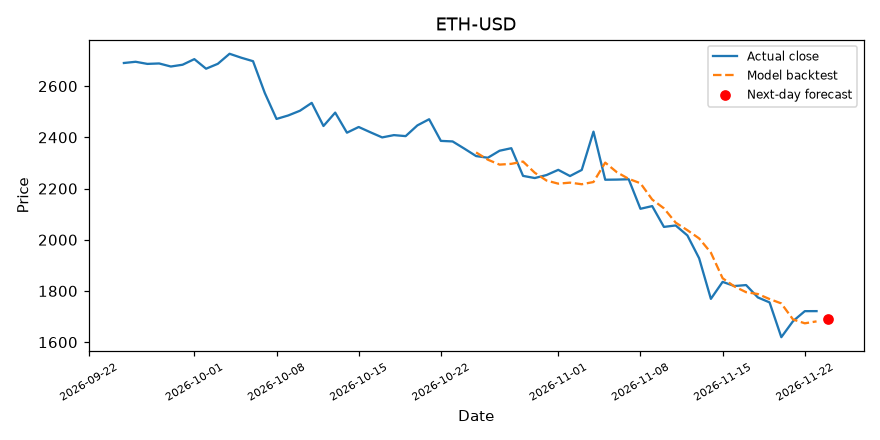 ETH-USD
Actual close
Model backtest
Next-day forecast
Price
2600
2400
2200
2000
1800
1600
2026-09-22
2026-10-01
2026-10-08
2026-10-15
2026-10-22
2026-11-01
2026-11-08
2026-11-15
2026-11-22
Date